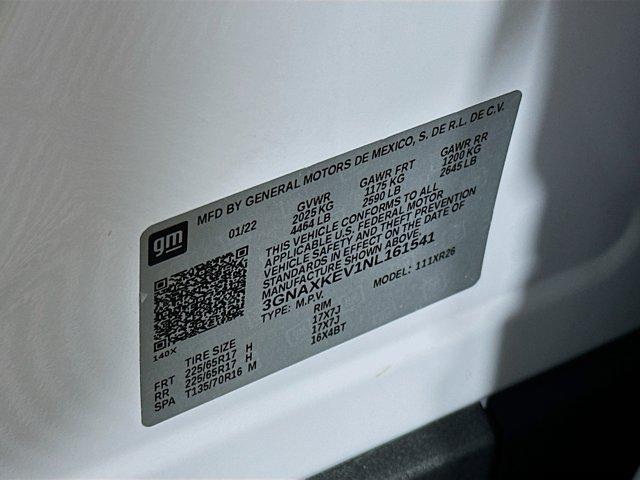 gm
MFD BY GENERAL MOTORS DE MEXICO, S. DE R.L. DE C.V.
01/22 GVWR GAWR FRT GAWR RR
2025 KG 1175 KG 1200 KG
4464 LB 2590 LB 2645 LB
THIS VEHICLE CONFORMS TO ALL
APPLICABLE U.S. FEDERAL MOTOR
VEHICLE SAFETY AND THEFT PREVENTION
STANDARDS IN EFFECT ON THE DATE OF
MANUFACTURE SHOWN ABOVE.
3GNAXKEV1NL161541
TYPE: M.P.V. MODEL: 111XR26
140X
TIRE SIZE RIM
FRT 225/65R17 H 17X7J
RR 225/65R17 H 17X7J
SPA T135/70R16 M 16X4BT